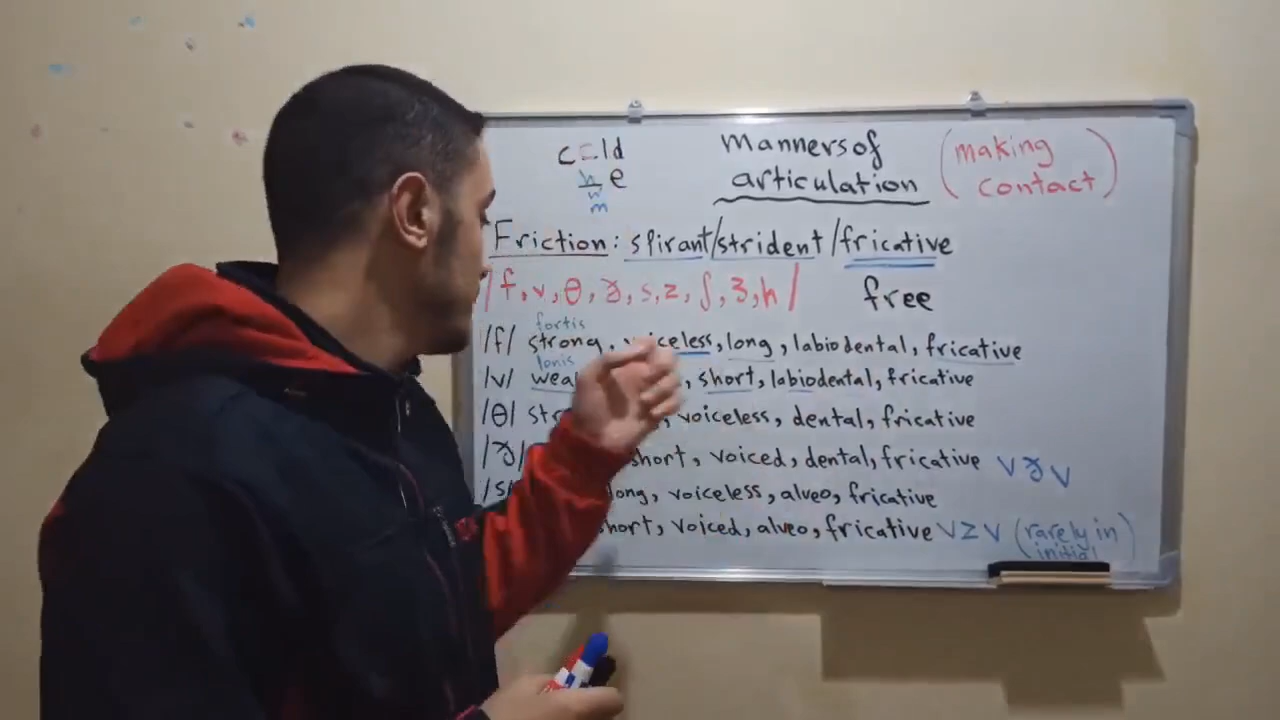 Manners of
articulation
(making
contact)
Friction: spirant/strident/fricative
/f, v, θ, ð, s, z, ʃ, ʒ, h/
free
fortis
/f/ strong, voiceless, long, labiodental, fricative
lenis
/v/ short, labiodental, fricative
/θ/ voiceless, dental, fricative
/ð/ short, voiced, dental, fricative VðV
long, voiceless, alveo, fricative
short, voiced, alveo, fricative VzV (rarely in
initial